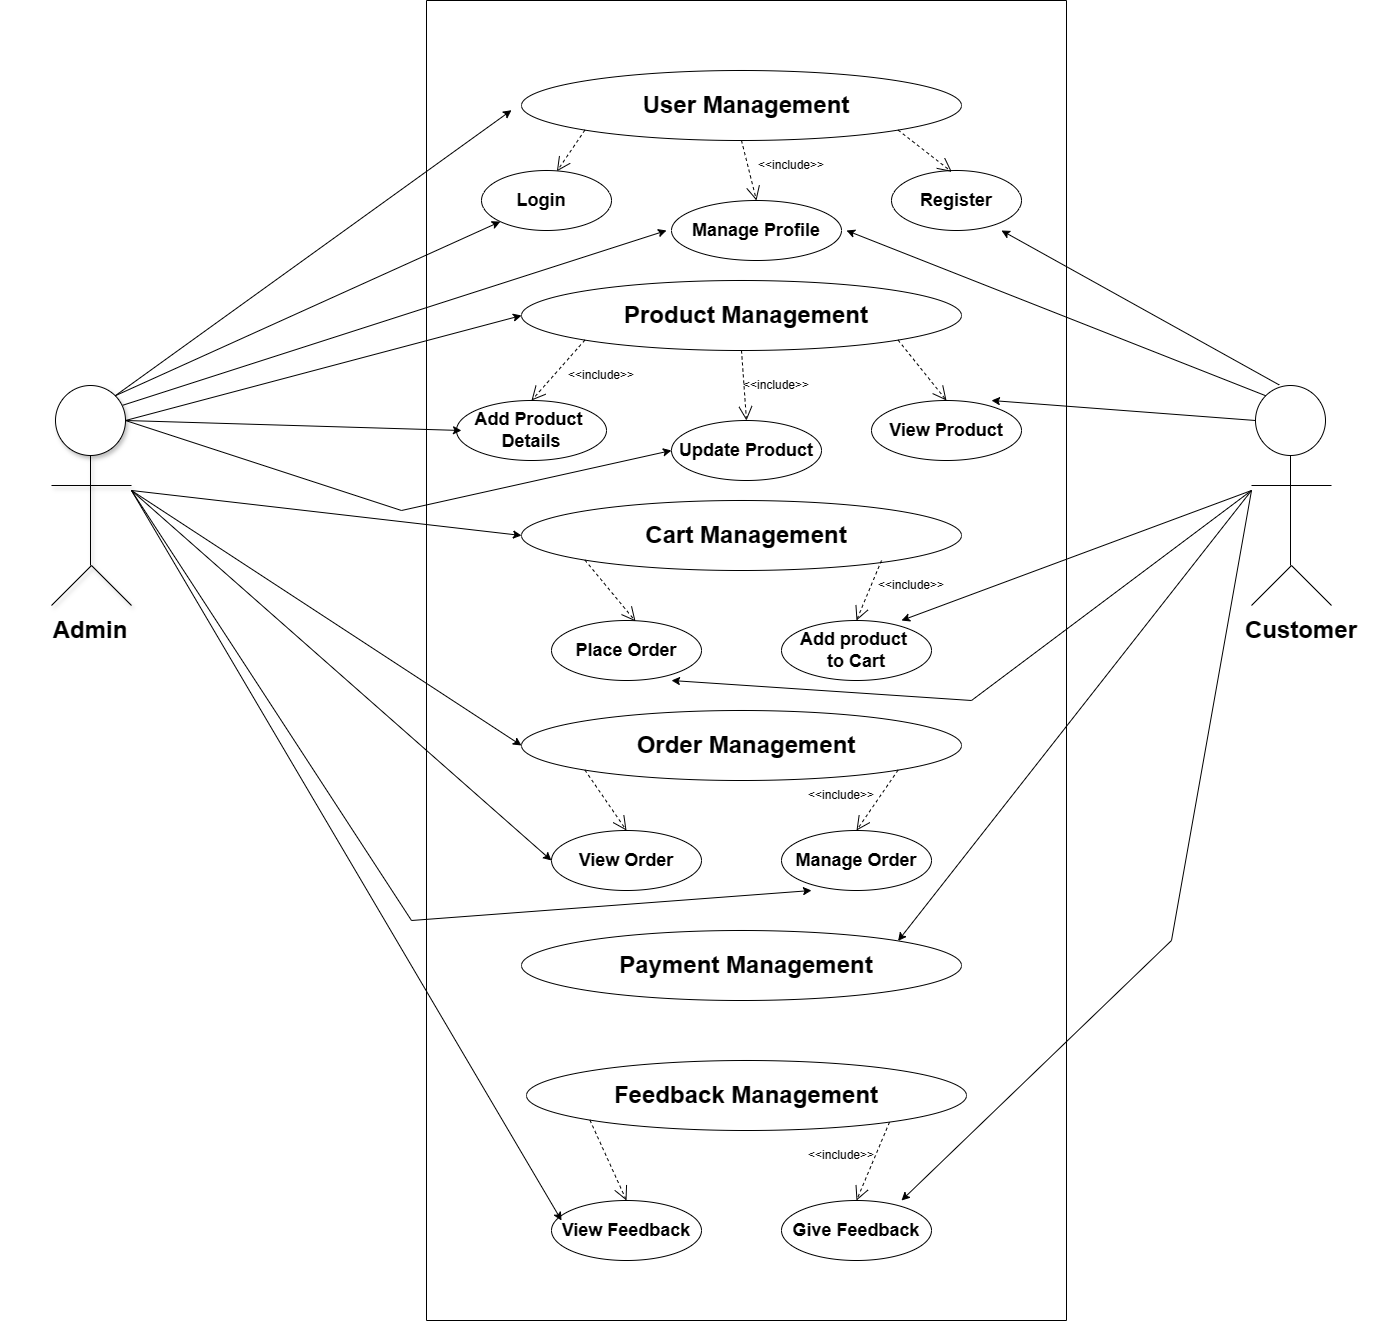 User Management
<<include>>
Login
Manage Profile
Register
Product Management
<<include>>
<<include>>
Add Product
Details
Update Product
View Product
Cart Management
<<include>>
Place Order
Add product
to Cart
Admin
Customer
Order Management
<<include>>
View Order
Manage Order
Payment Management
Feedback Management
<<include>>
View Feedback
Give Feedback